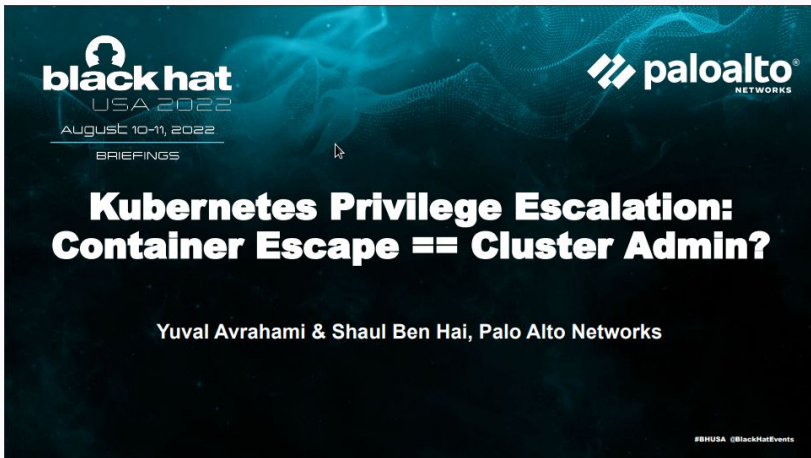 black hat
USA 2022
August 10-11, 2022
BRIEFINGS
paloalto®
NETWORKS
Kubernetes Privilege Escalation:
Container Escape == Cluster Admin?
Yuval Avrahami & Shaul Ben Hai, Palo Alto Networks
#BHUSA @BlackHatEvents